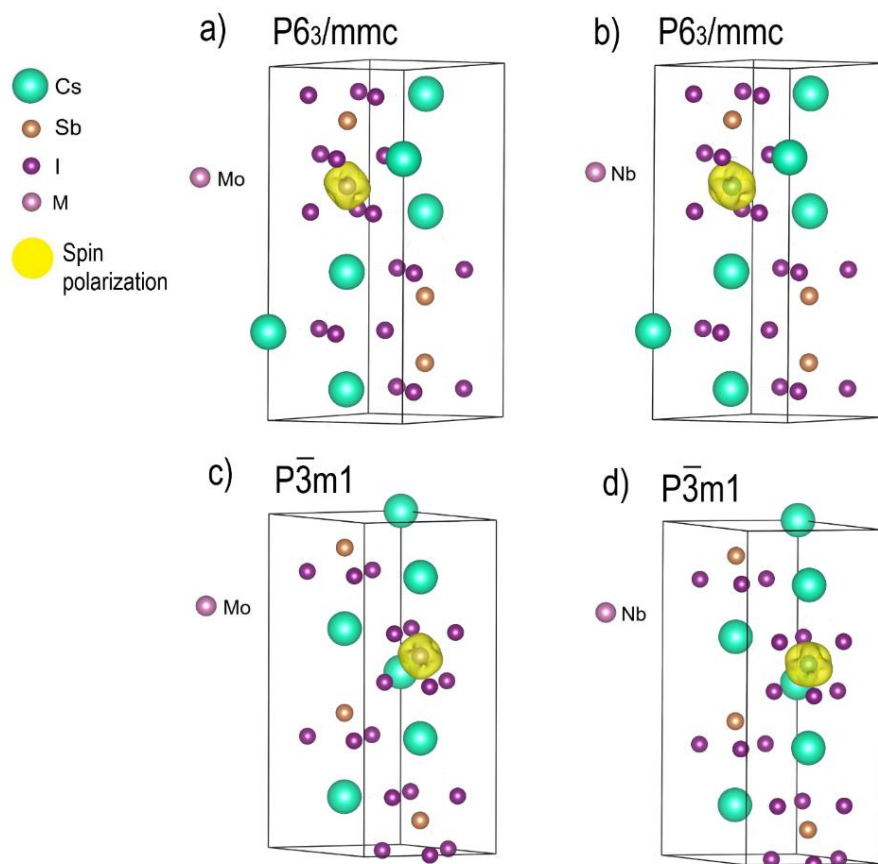 a) P6₃/mmc
b) P6₃/mmc
Cs
Sb
I
M
Spin
polarization
Mo
Nb
c) P3̅m1
d) P3̅m1
Mo
Nb